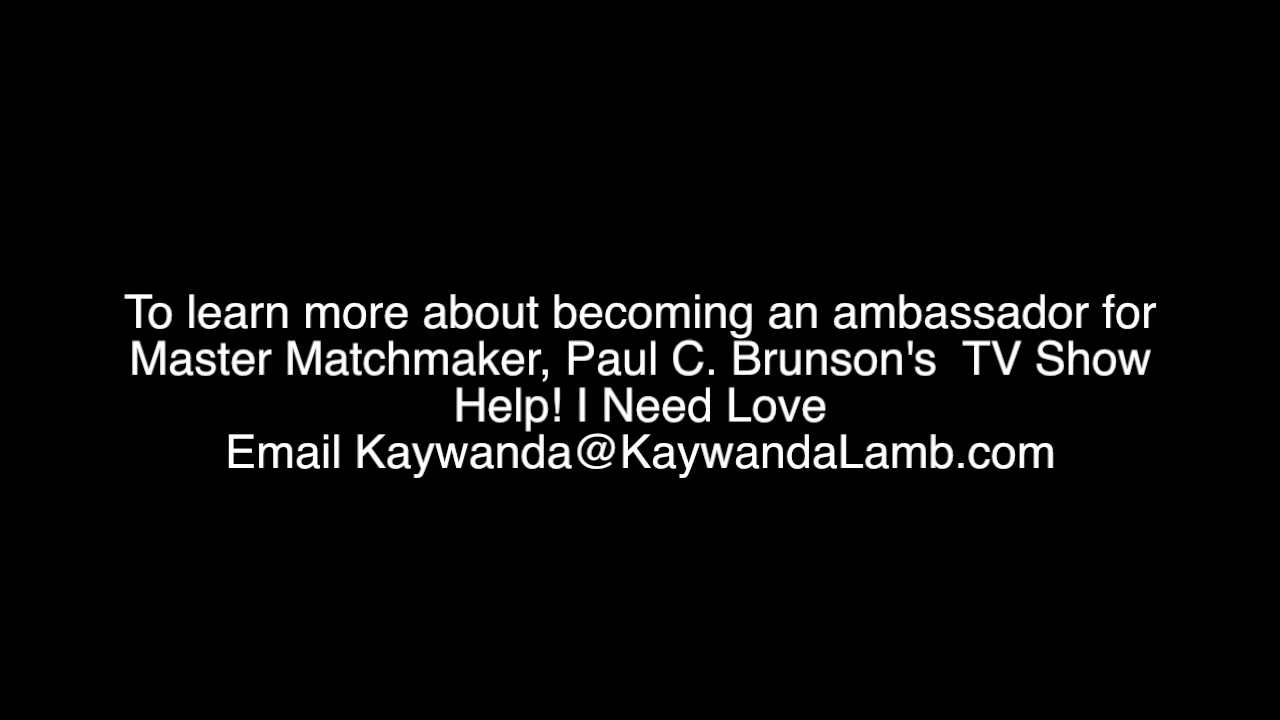 To learn more about becoming an ambassador for
Master Matchmaker, Paul C. Brunson's  TV Show
Help! I Need Love
Email Kaywanda@KaywandaLamb.com